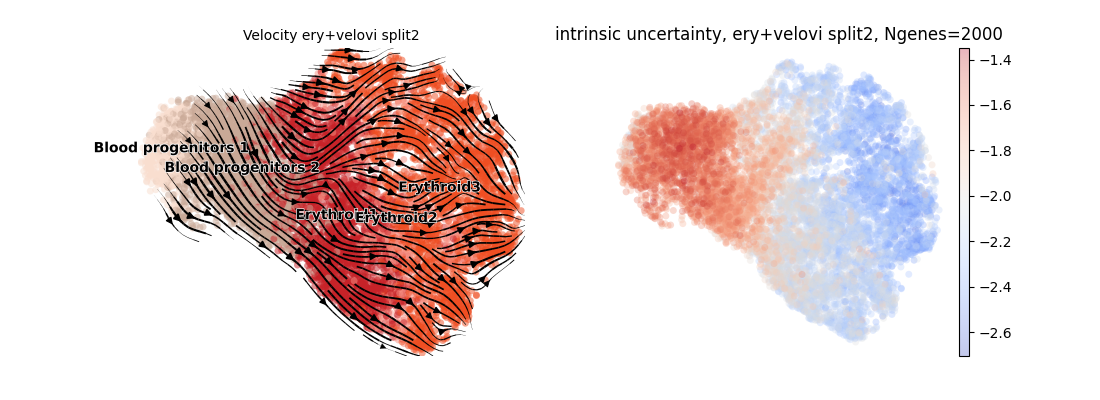 Velocity ery+velovi split2
Blood progenitors 1
Blood progenitors 2
Erythroid3
Erythroid1
Erythroid2
intrinsic uncertainty, ery+velovi split2, Ngenes=2000
−1.4
−1.6
−1.8
−2.0
−2.2
−2.4
−2.6